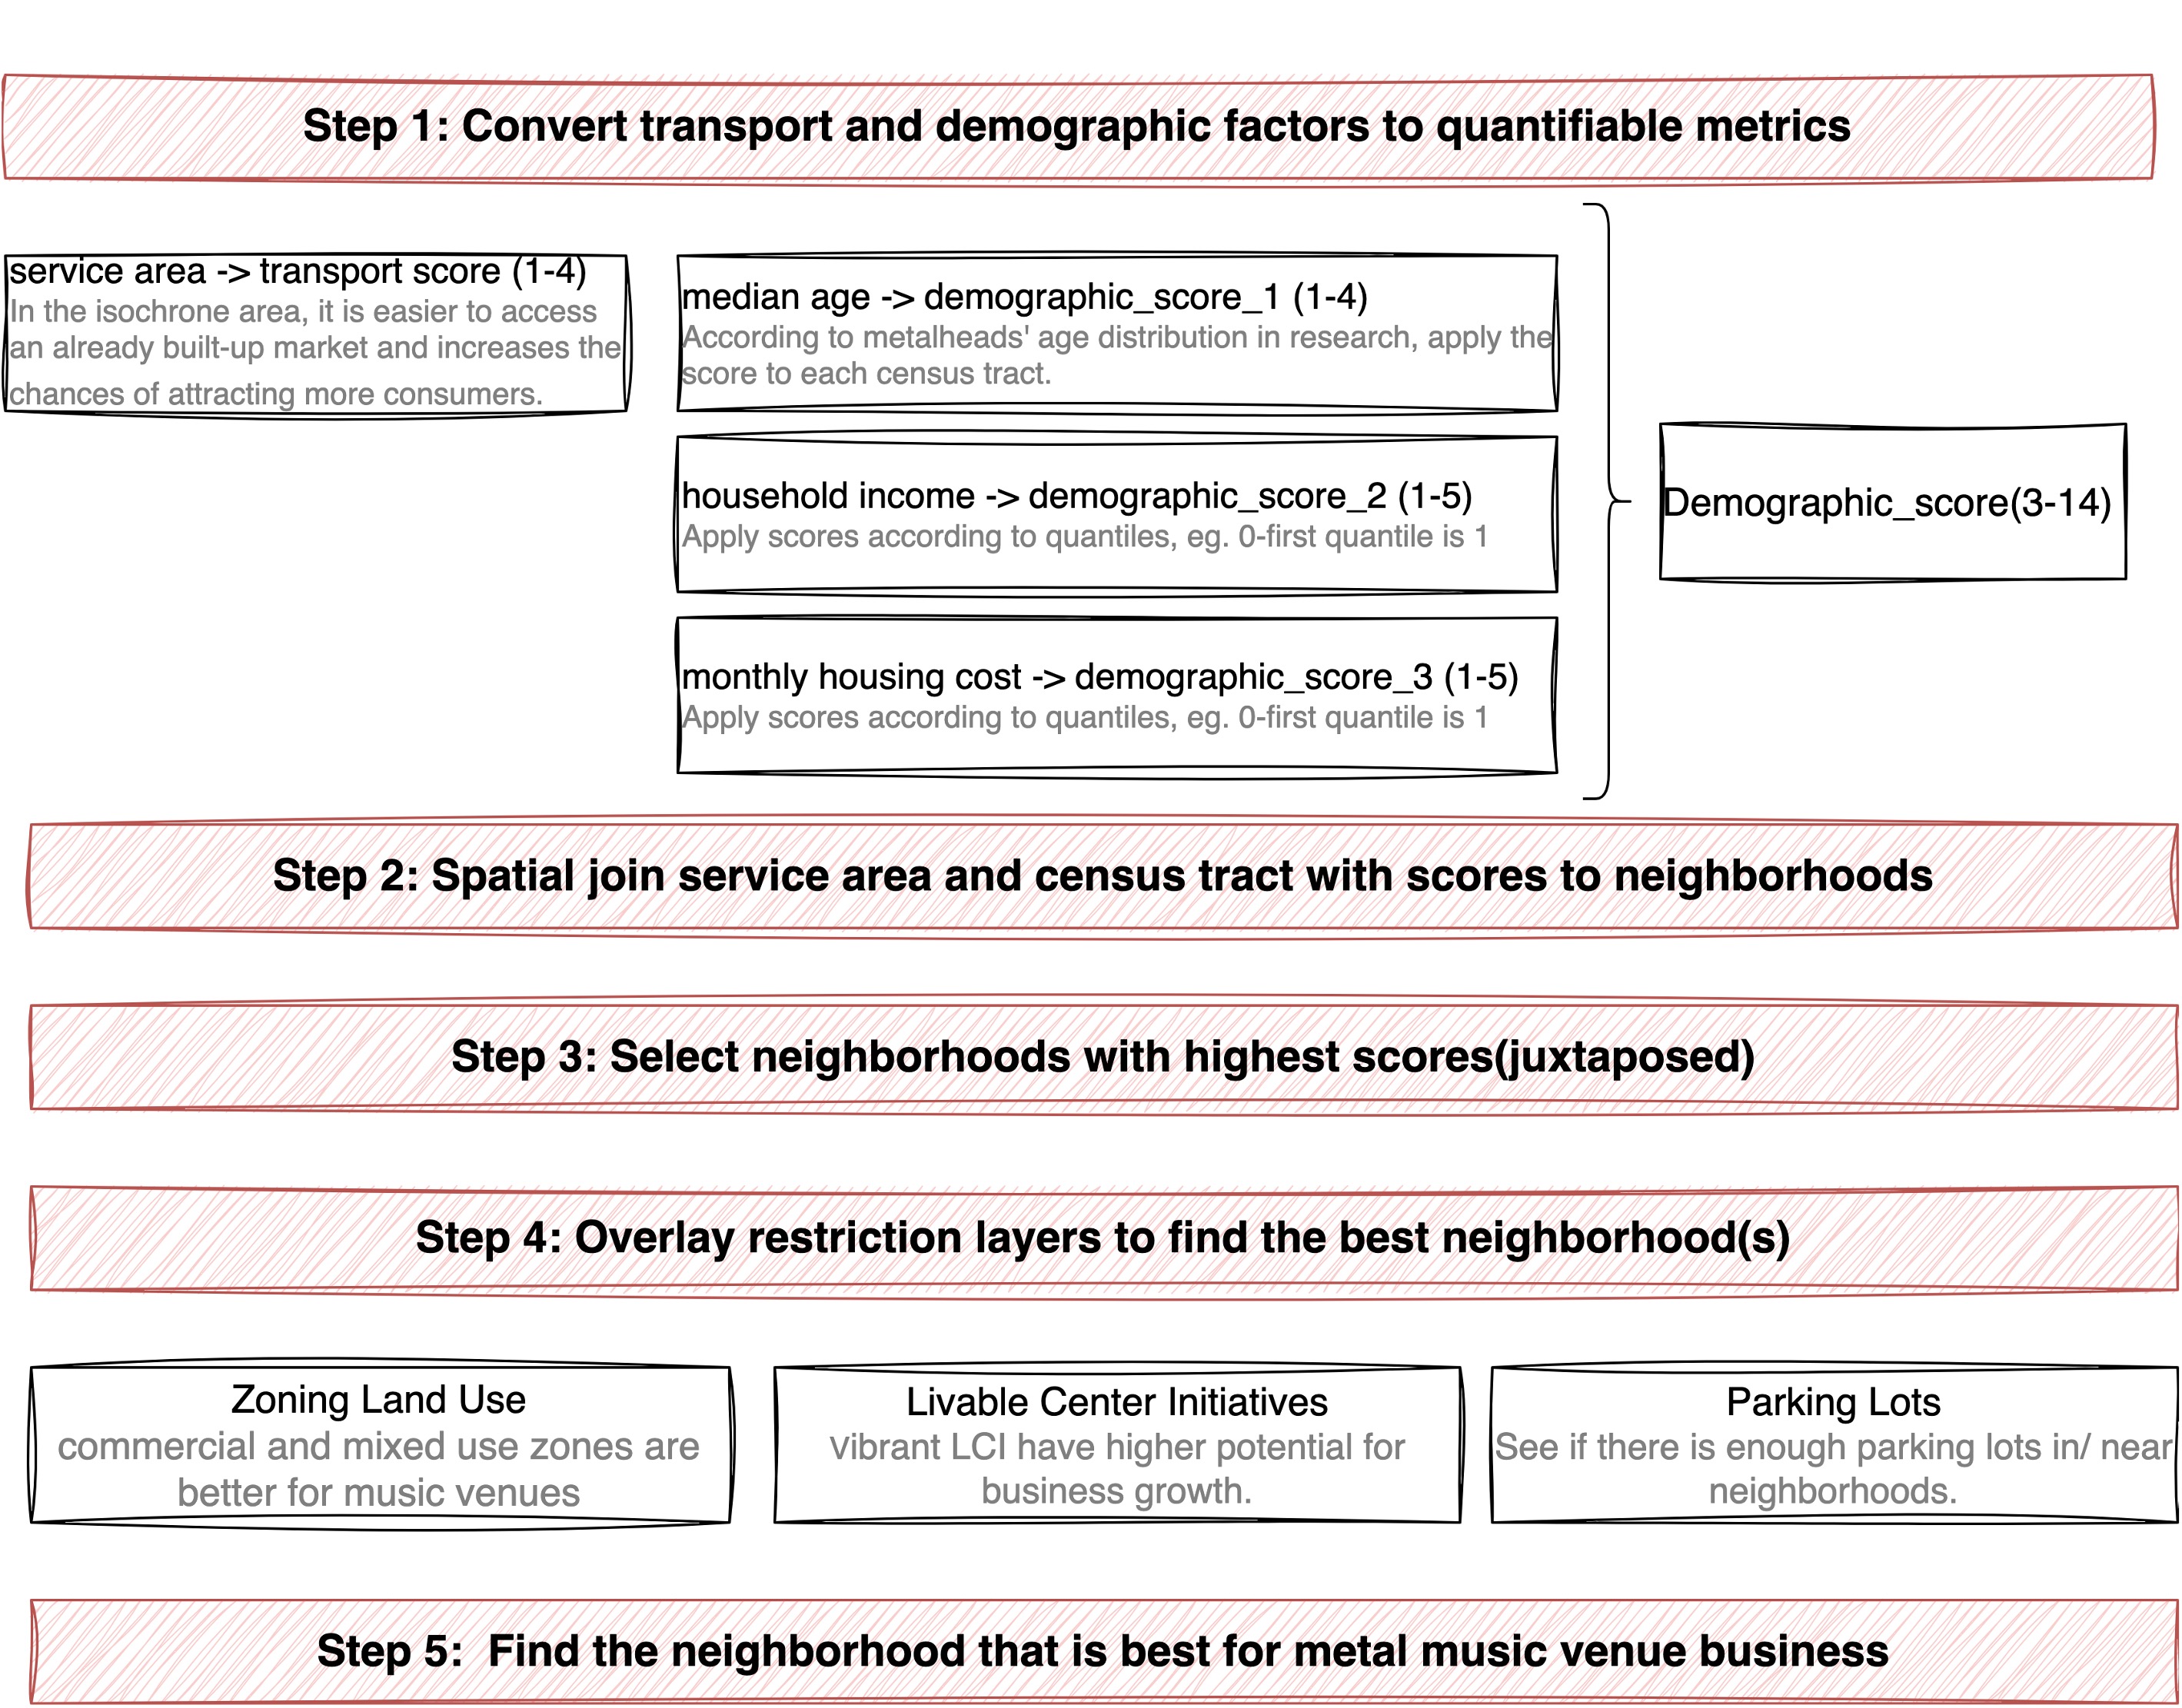 Step 1: Convert transport and demographic factors to quantifiable metrics
service area -> transport score (1-4)
In the isochrone area, it is easier to access
an already built-up market and increases the
chances of attracting more consumers.
median age -> demographic_score_1 (1-4)
According to metalheads' age distribution in research, apply the
score to each census tract.
household income -> demographic_score_2 (1-5)
Apply scores according to quantiles, eg. 0-first quantile is 1
monthly housing cost -> demographic_score_3 (1-5)
Apply scores according to quantiles, eg. 0-first quantile is 1
Demographic_score(3-14)
Step 2: Spatial join service area and census tract with scores to neighborhoods
Step 3: Select neighborhoods with highest scores(juxtaposed)
Step 4: Overlay restriction layers to find the best neighborhood(s)
Zoning Land Use
commercial and mixed use zones are
better for music venues
Livable Center Initiatives
Vibrant LCI have higher potential for
business growth.
Parking Lots
See if there is enough parking lots in/ near
neighborhoods.
Step 5:  Find the neighborhood that is best for metal music venue business